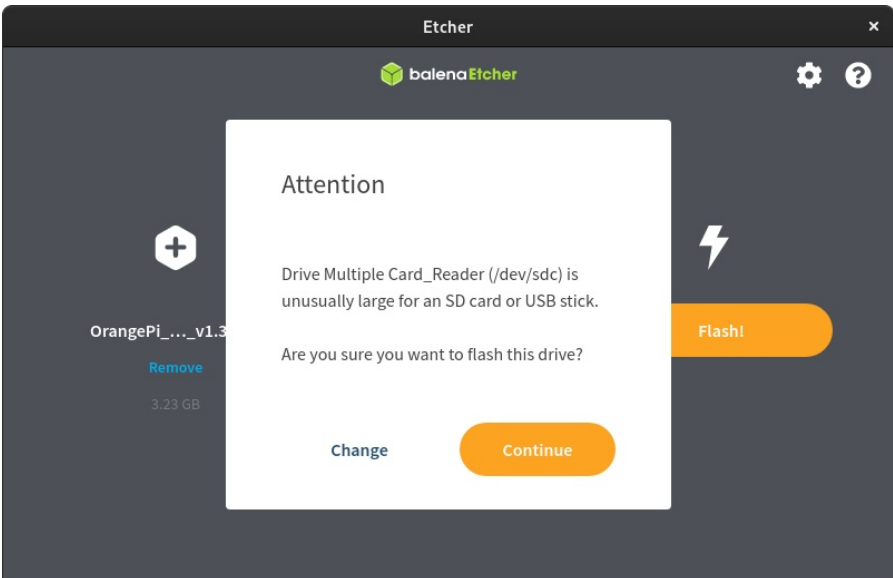 Etcher
balenaEtcher
Attention
Drive Multiple Card_Reader (/dev/sdc) is
unusually large for an SD card or USB stick.
Are you sure you want to flash this drive?
Change
Continue
OrangePi_..._v1.3
Remove
3.23 GB
Flash!